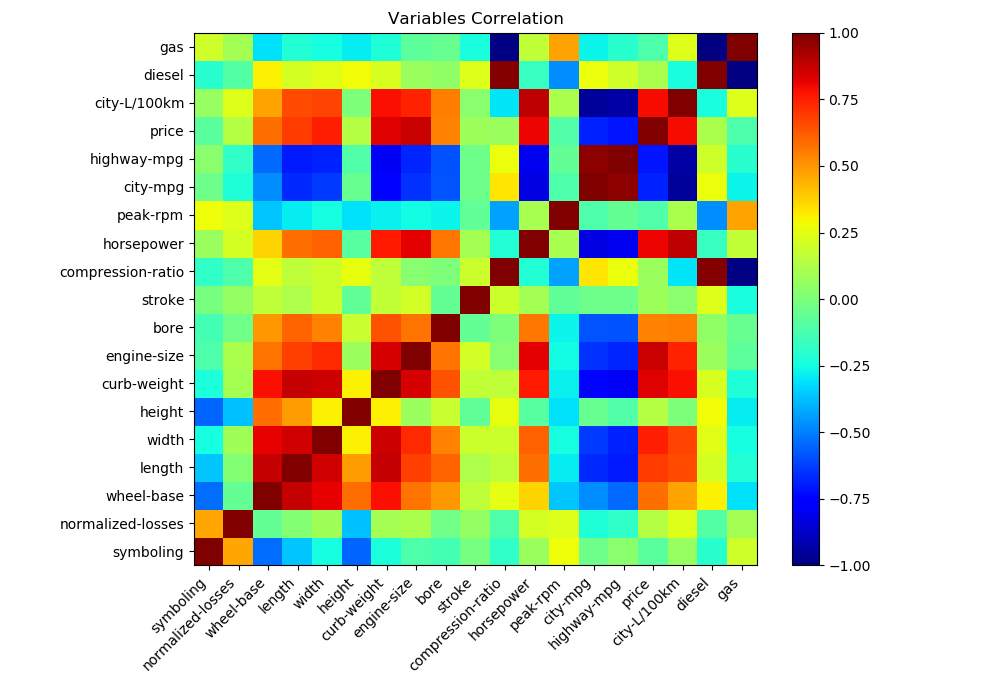 Variables Correlation
gas
diesel
city-L/100km
price
highway-mpg
city-mpg
peak-rpm
horsepower
compression-ratio
stroke
bore
engine-size
curb-weight
height
width
length
wheel-base
normalized-losses
symboling
symboling
normalized-losses
wheel-base
length
width
height
curb-weight
engine-size
bore
stroke
compression-ratio
horsepower
peak-rpm
city-mpg
highway-mpg
price
city-L/100km
diesel
gas
1.00
0.75
0.50
0.25
0.00
−0.25
−0.50
−0.75
−1.00